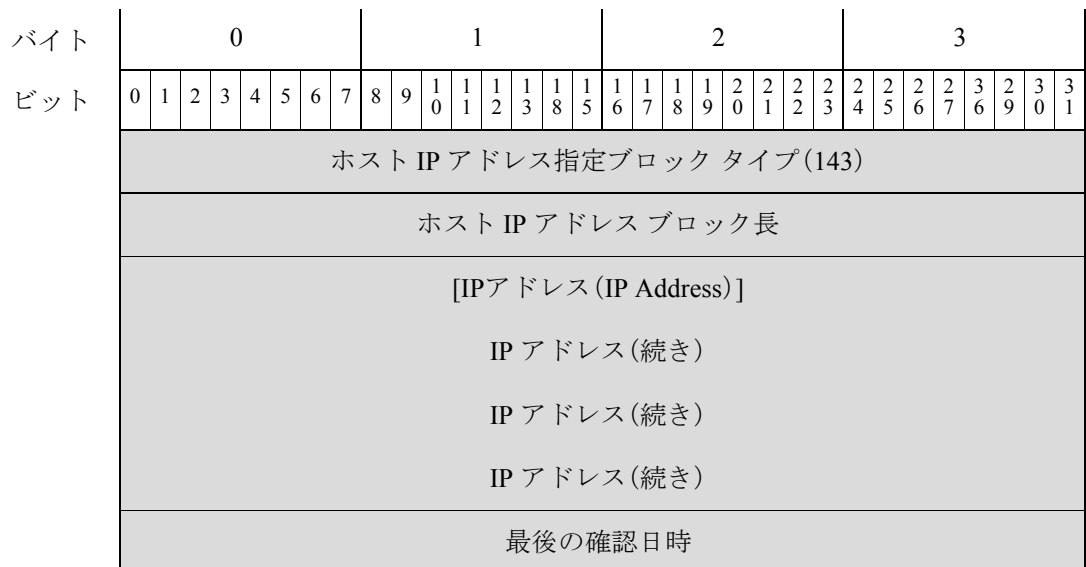 バイト 0 1 2 3
ビット 0 1 2 3 4 5 6 7 8 9 10 11 12 13 18 15 16 17 18 19 20 21 22 23 24 25 26 27 36 29 30 31
ホスト IP アドレス指定ブロック タイプ(143)
ホスト IP アドレス ブロック長
[IPアドレス(IP Address)]
IP アドレス(続き)
IP アドレス(続き)
IP アドレス(続き)
最後の確認日時